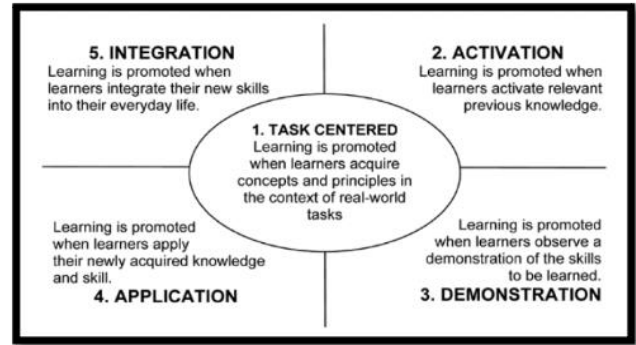 5. INTEGRATION
Learning is promoted when
learners integrate their new skills
into their everyday life.
2. ACTIVATION
Learning is promoted when
learners activate relevant
previous knowledge.
1. TASK CENTERED
Learning is promoted
when learners acquire
concepts and principles in
the context of real-world
tasks
Learning is promoted
when learners apply
their newly acquired knowledge
and skill.
4. APPLICATION
Learning is promoted
when learners observe a
demonstration of the skills
to be learned.
3. DEMONSTRATION